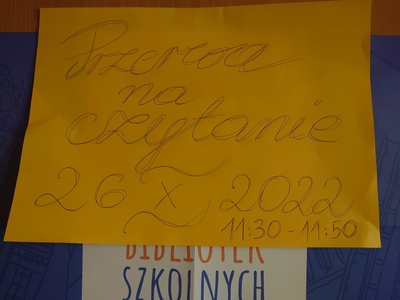 Przerwa
na
czytanie
26 X 2022
11:30 - 11:50
BIBLIOTEK
SZKOLNYCH